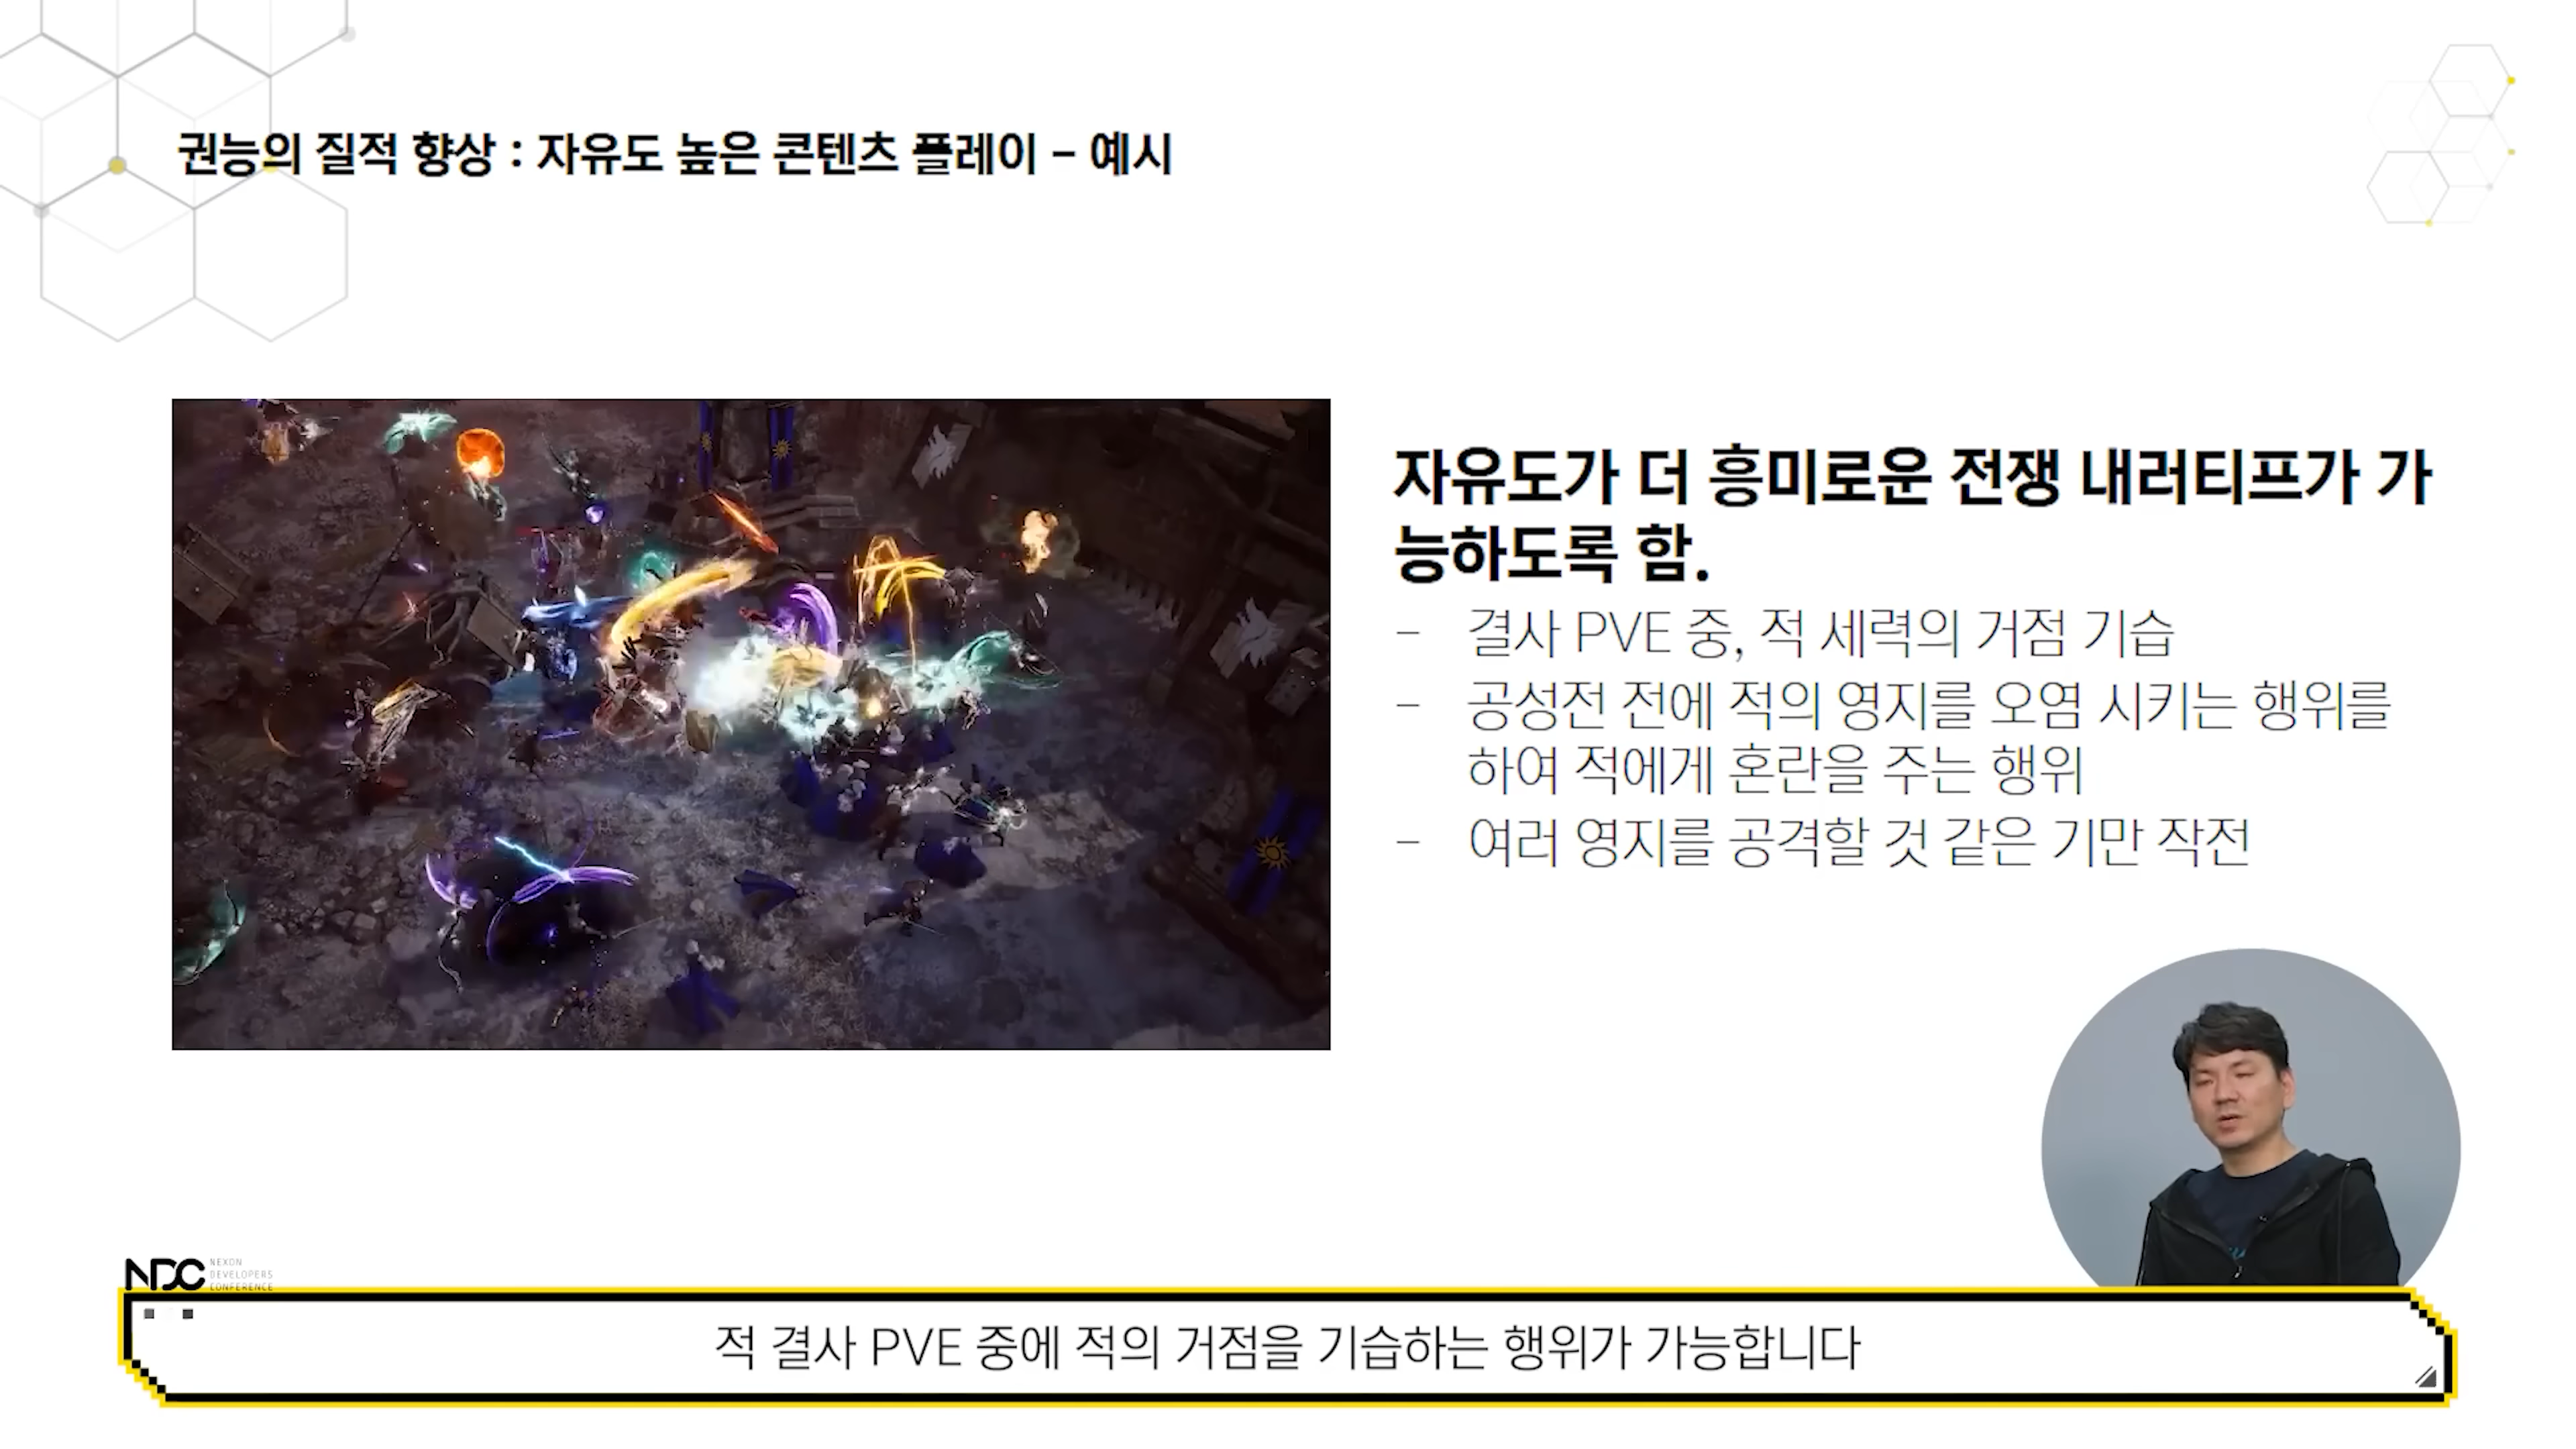 권능의 질적 향상 : 자유도 높은 콘텐츠 플레이 - 예시
자유도가 더 흥미로운 전쟁 내러티프가 가
능하도록 함.
- 결사 PVE 중, 적 세력의 거점 기습
- 공성전 전에 적의 영지를 오염 시키는 행위를
하여 적에게 혼란을 주는 행위
- 여러 영지를 공격할 것 같은 기만 작전
NDC NEXON
DEVELOPERS
CONFERENCE
적 결사 PVE 중에 적의 거점을 기습하는 행위가 가능합니다